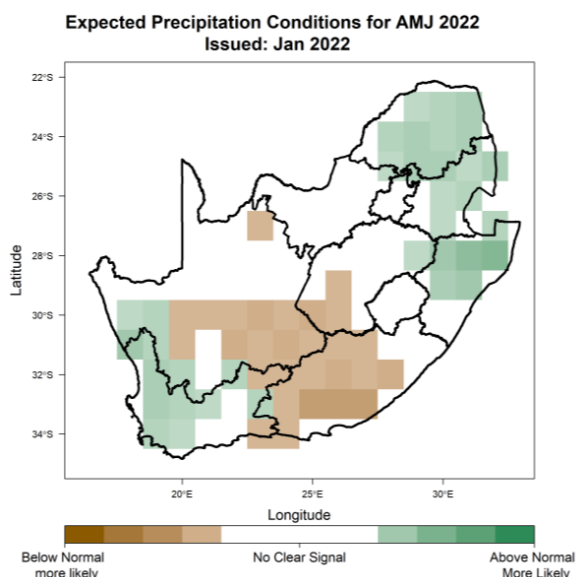 Expected Precipitation Conditions for AMJ 2022
Issued: Jan 2022
22°S
24°S
26°S
28°S
30°S
32°S
34°S
Latitude
20°E 25°E 30°E
Longitude
Below Normal No Clear Signal Above Normal
more likely More Likely